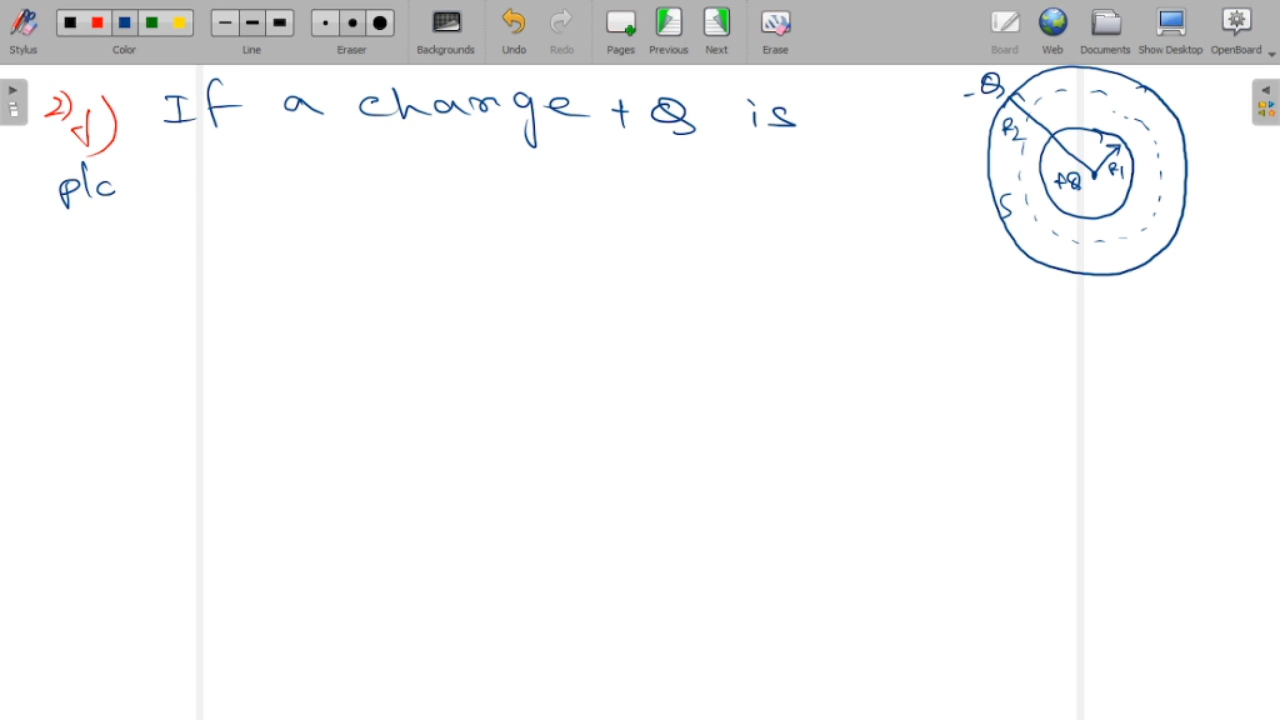 Stylus
Color
Line
Eraser
Backgrounds
Undo
Redo
Pages
Previous
Next
Erase
Board
Web
Documents
Show Desktop
OpenBoard
2) √) If a charge + Q is
plc
-Q
R2
+Q
R1
S